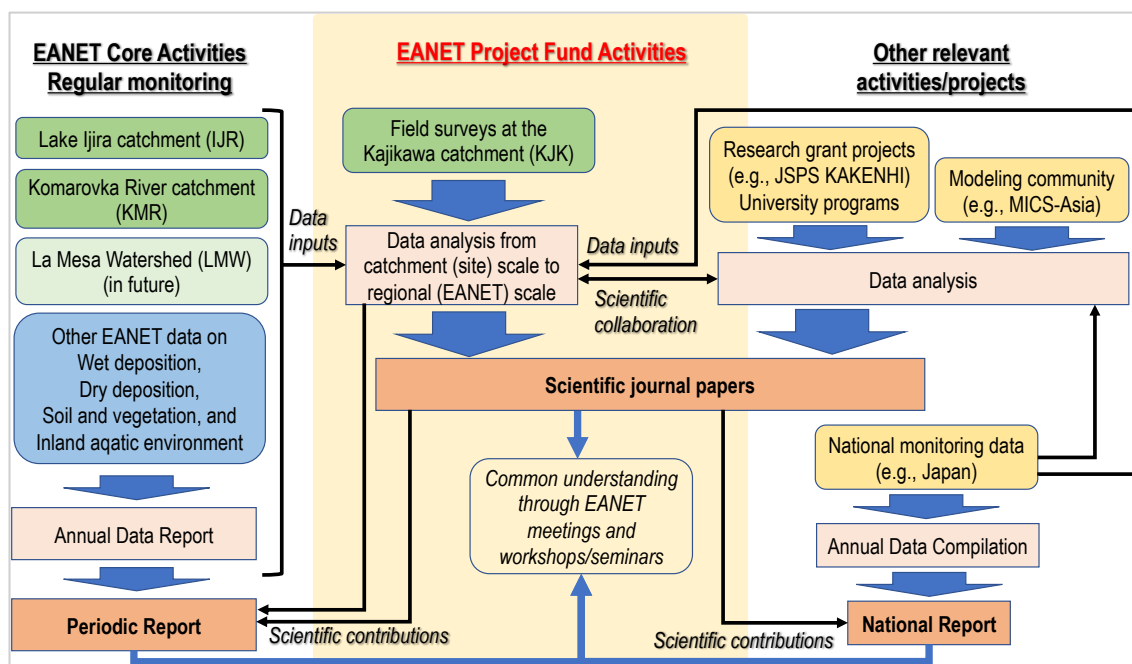 EANET Core Activities
Regular monitoring
Lake Ijira catchment (IJR)
Komarovka River catchment
(KMR)
La Mesa Watershed (LMW)
(in future)
Other EANET data on
Wet deposition,
Dry deposition,
Soil and vegetation, and
Inland aqatic environment
Annual Data Report
Periodic Report
Data
inputs
EANET Project Fund Activities
Field surveys at the
Kajikawa catchment (KJK)
Data analysis from
catchment (site) scale to
regional (EANET) scale
Data inputs
Scientific
collaboration
Scientific journal papers
Common understanding
through EANET
meetings and
workshops/seminars
Scientific contributions
Scientific contributions
Other relevant
activities/projects
Research grant projects
(e.g., JSPS KAKENHI)
University programs
Modeling community
(e.g., MICS-Asia)
Data analysis
National monitoring data
(e.g., Japan)
Annual Data Compilation
National Report